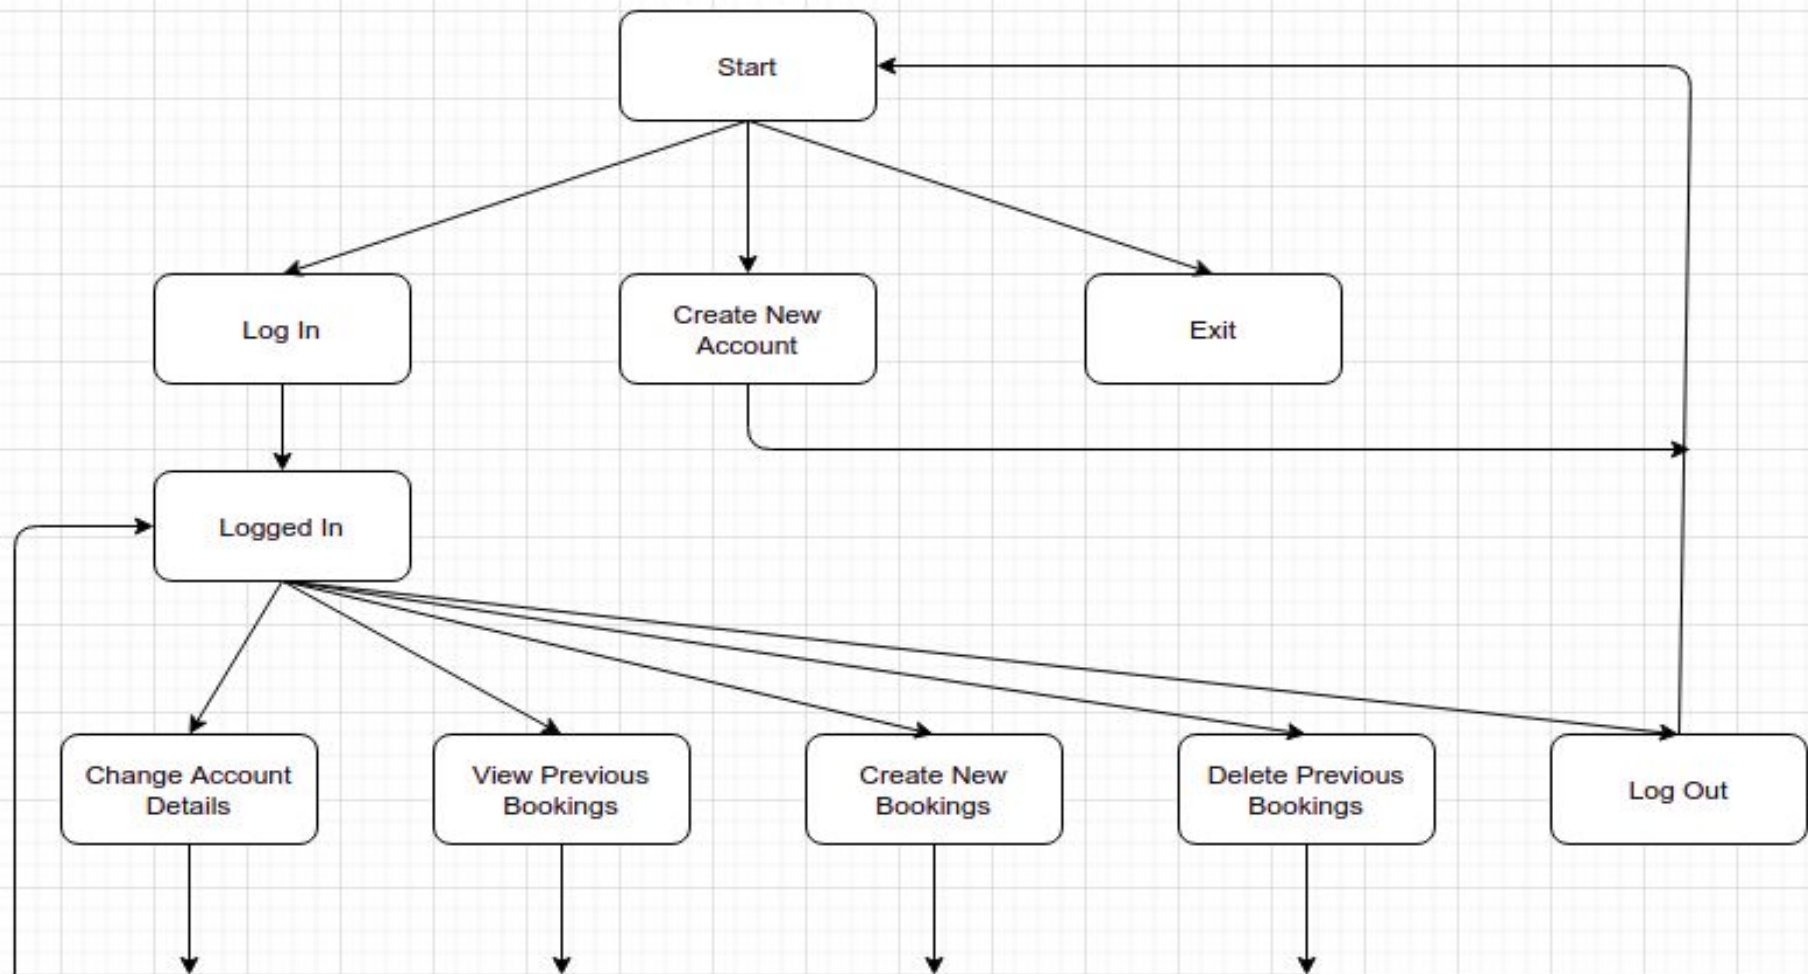 Start
Log In
Create New
Account
Exit
Logged In
Change Account
Details
View Previous
Bookings
Create New
Bookings
Delete Previous
Bookings
Log Out